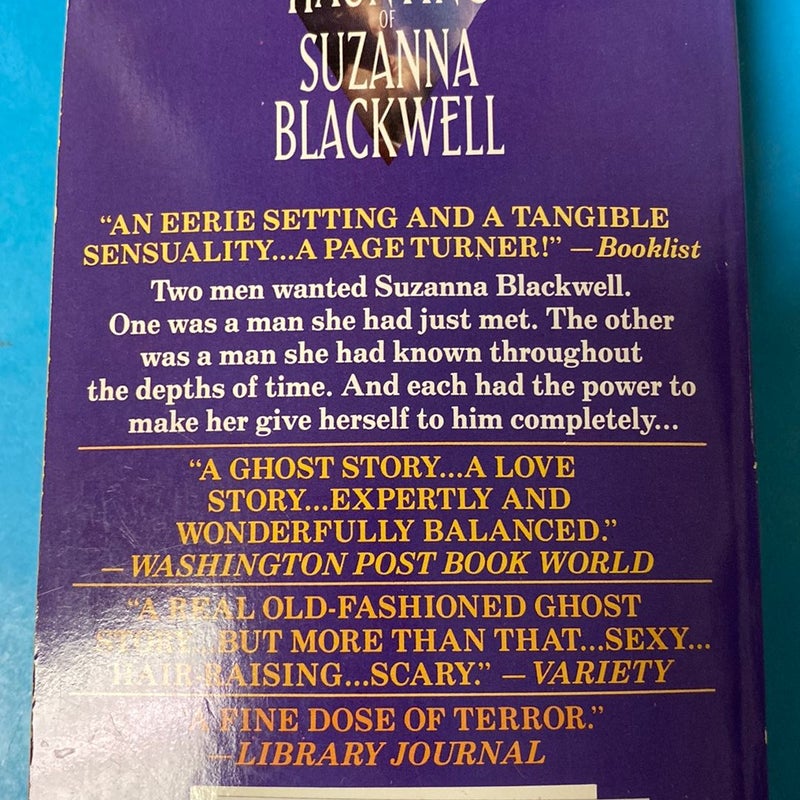 HAUNTING
OF
SUZANNA
BLACKWELL
“AN EERIE SETTING AND A TANGIBLE
SENSUALITY...A PAGE TURNER!” —Booklist
Two men wanted Suzanna Blackwell.
One was a man she had just met. The other
was a man she had known throughout
the depths of time. And each had the power to
make her give herself to him completely...
“A GHOST STORY...A LOVE
STORY...EXPERTLY AND
WONDERFULLY BALANCED.”
—WASHINGTON POST BOOK WORLD
“A REAL OLD-FASHIONED GHOST
STORY...BUT MORE THAN THAT...SEXY...
HAIR RAISING...SCARY.” —VARIETY
“A FINE DOSE OF TERROR.”
—LIBRARY JOURNAL